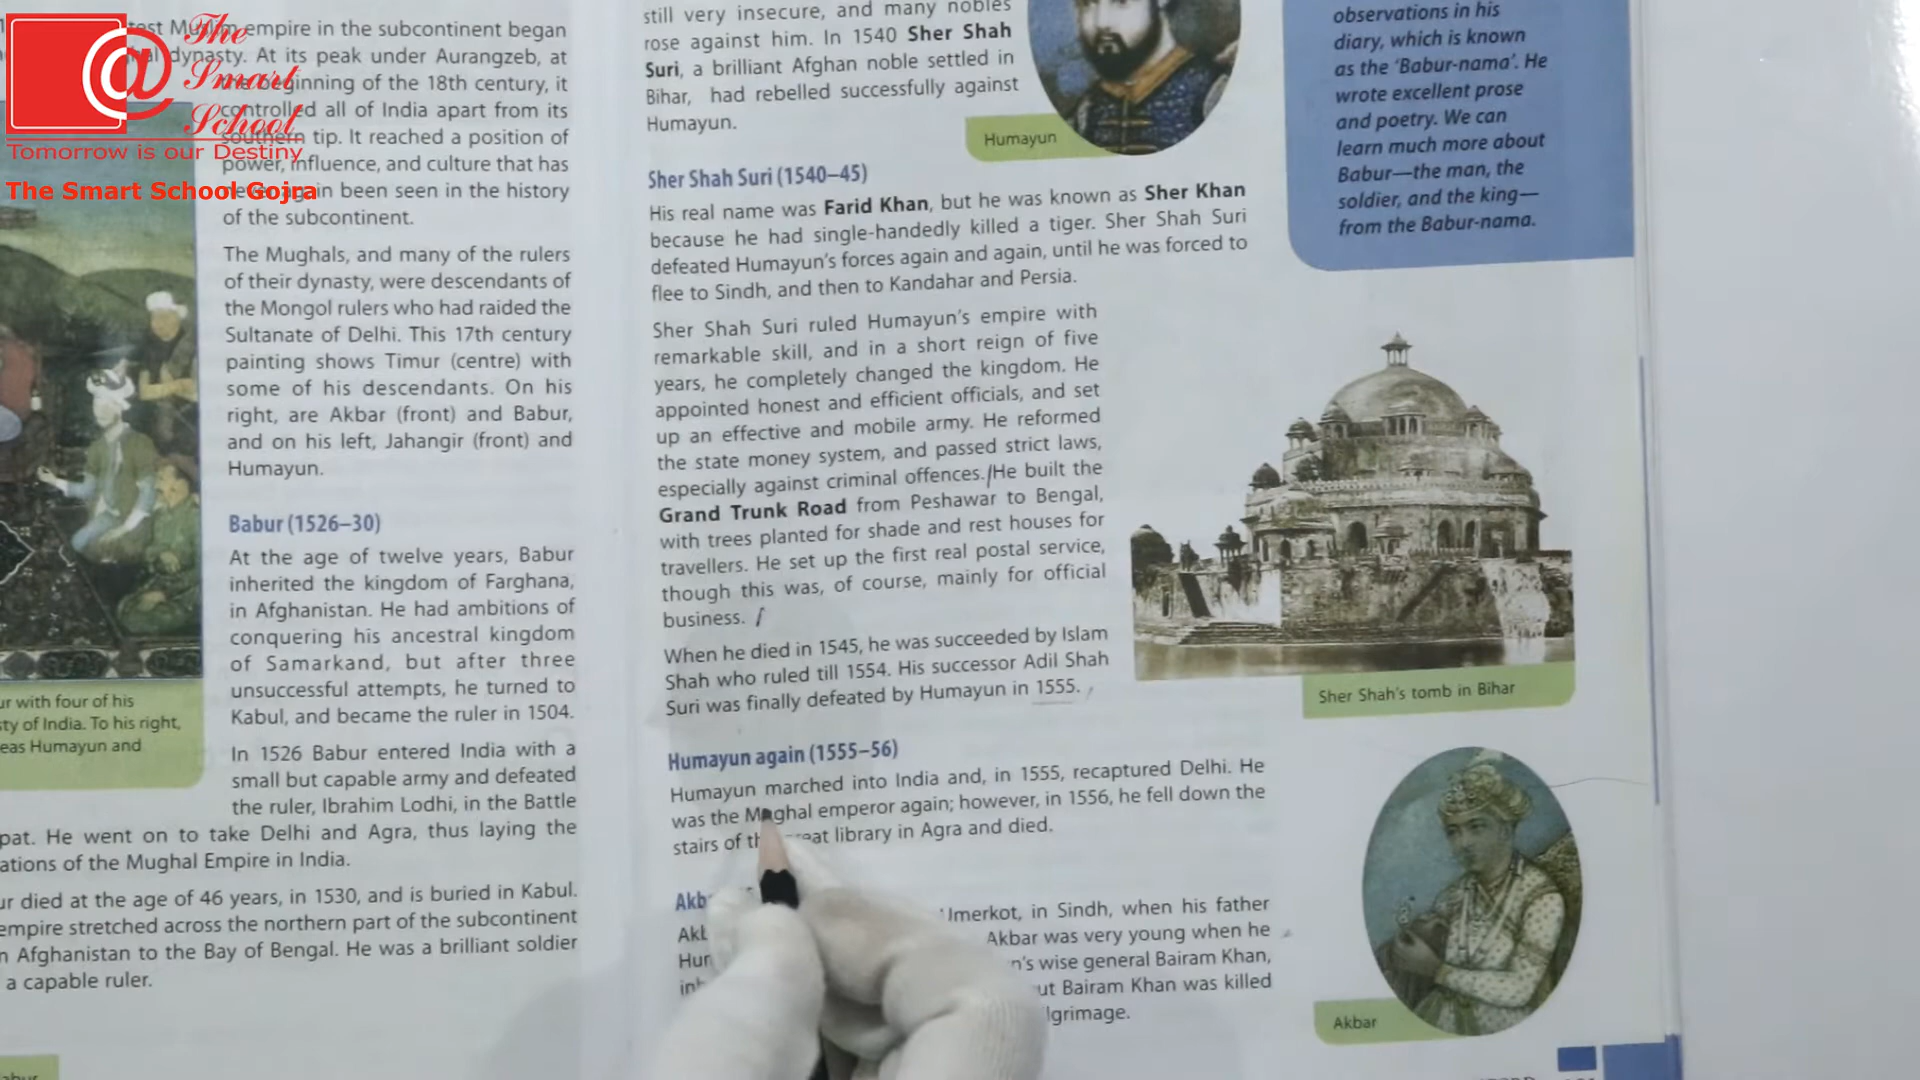 The
Smart
School
Tomorrow is our Destiny
The Smart School Gojra
empire in the subcontinent began
dynasty. At its peak under Aurangzeb, at
beginning of the 18th century, it
controlled all of India apart from its
southern tip. It reached a position of
power, influence, and culture that has
been seen in the history
of the subcontinent.
The Mughals, and many of the rulers
of their dynasty, were descendants of
the Mongol rulers who had raided the
Sultanate of Delhi. This 17th century
painting shows Timur (centre) with
some of his descendants. On his
right, are Akbar (front) and Babur,
and on his left, Jahangir (front) and
Humayun.
with four of his
of India. To his right,
Humayun and
Babur (1526–30)
At the age of twelve years, Babur
inherited the kingdom of Farghana,
in Afghanistan. He had ambitions of
conquering his ancestral kingdom
of Samarkand, but after three
unsuccessful attempts, he turned to
Kabul, and became the ruler in 1504.
In 1526 Babur entered India with a
small but capable army and defeated
the ruler, Ibrahim Lodhi, in the Battle
pat. He went on to take Delhi and Agra, thus laying the
ations of the Mughal Empire in India.
ur died at the age of 46 years, in 1530, and is buried in Kabul.
empire stretched across the northern part of the subcontinent
Afghanistan to the Bay of Bengal. He was a brilliant soldier
a capable ruler.
still very insecure, and many nobles
rose against him. In 1540 Sher Shah
Suri, a brilliant Afghan noble settled in
Bihar, had rebelled successfully against
Humayun.
Humayun
Sher Shah Suri (1540–45)
His real name was Farid Khan, but he was known as Sher Khan
because he had single-handedly killed a tiger. Sher Shah Suri
defeated Humayun's forces again and again, until he was forced to
flee to Sindh, and then to Kandahar and Persia.
Sher Shah Suri ruled Humayun's empire with
remarkable skill, and in a short reign of five
years, he completely changed the kingdom. He
appointed honest and efficient officials, and set
up an effective and mobile army. He reformed
the state money system, and passed strict laws,
especially against criminal offences. He built the
Grand Trunk Road from Peshawar to Bengal,
with trees planted for shade and rest houses for
travellers. He set up the first real postal service,
though this was, of course, mainly for official
business.
When he died in 1545, he was succeeded by Islam
Shah who ruled till 1554. His successor Adil Shah
Suri was finally defeated by Humayun in 1555.
Sher Shah's tomb in Bihar
Humayun again (1555–56)
Humayun marched into India and, in 1555, recaptured Delhi. He
was the Mughal emperor again; however, in 1556, he fell down the
stairs of the great library in Agra and died.
Umerkot, in Sindh, when his father
Akbar was very young when he
wise general Bairam Khan,
Bairam Khan was killed
Akbar
observations in his
diary, which is known
as the 'Babur-nama'. He
wrote excellent prose
and poetry. We can
learn much more about
Babur—the man, the
soldier, and the king—
from the Babur-nama.